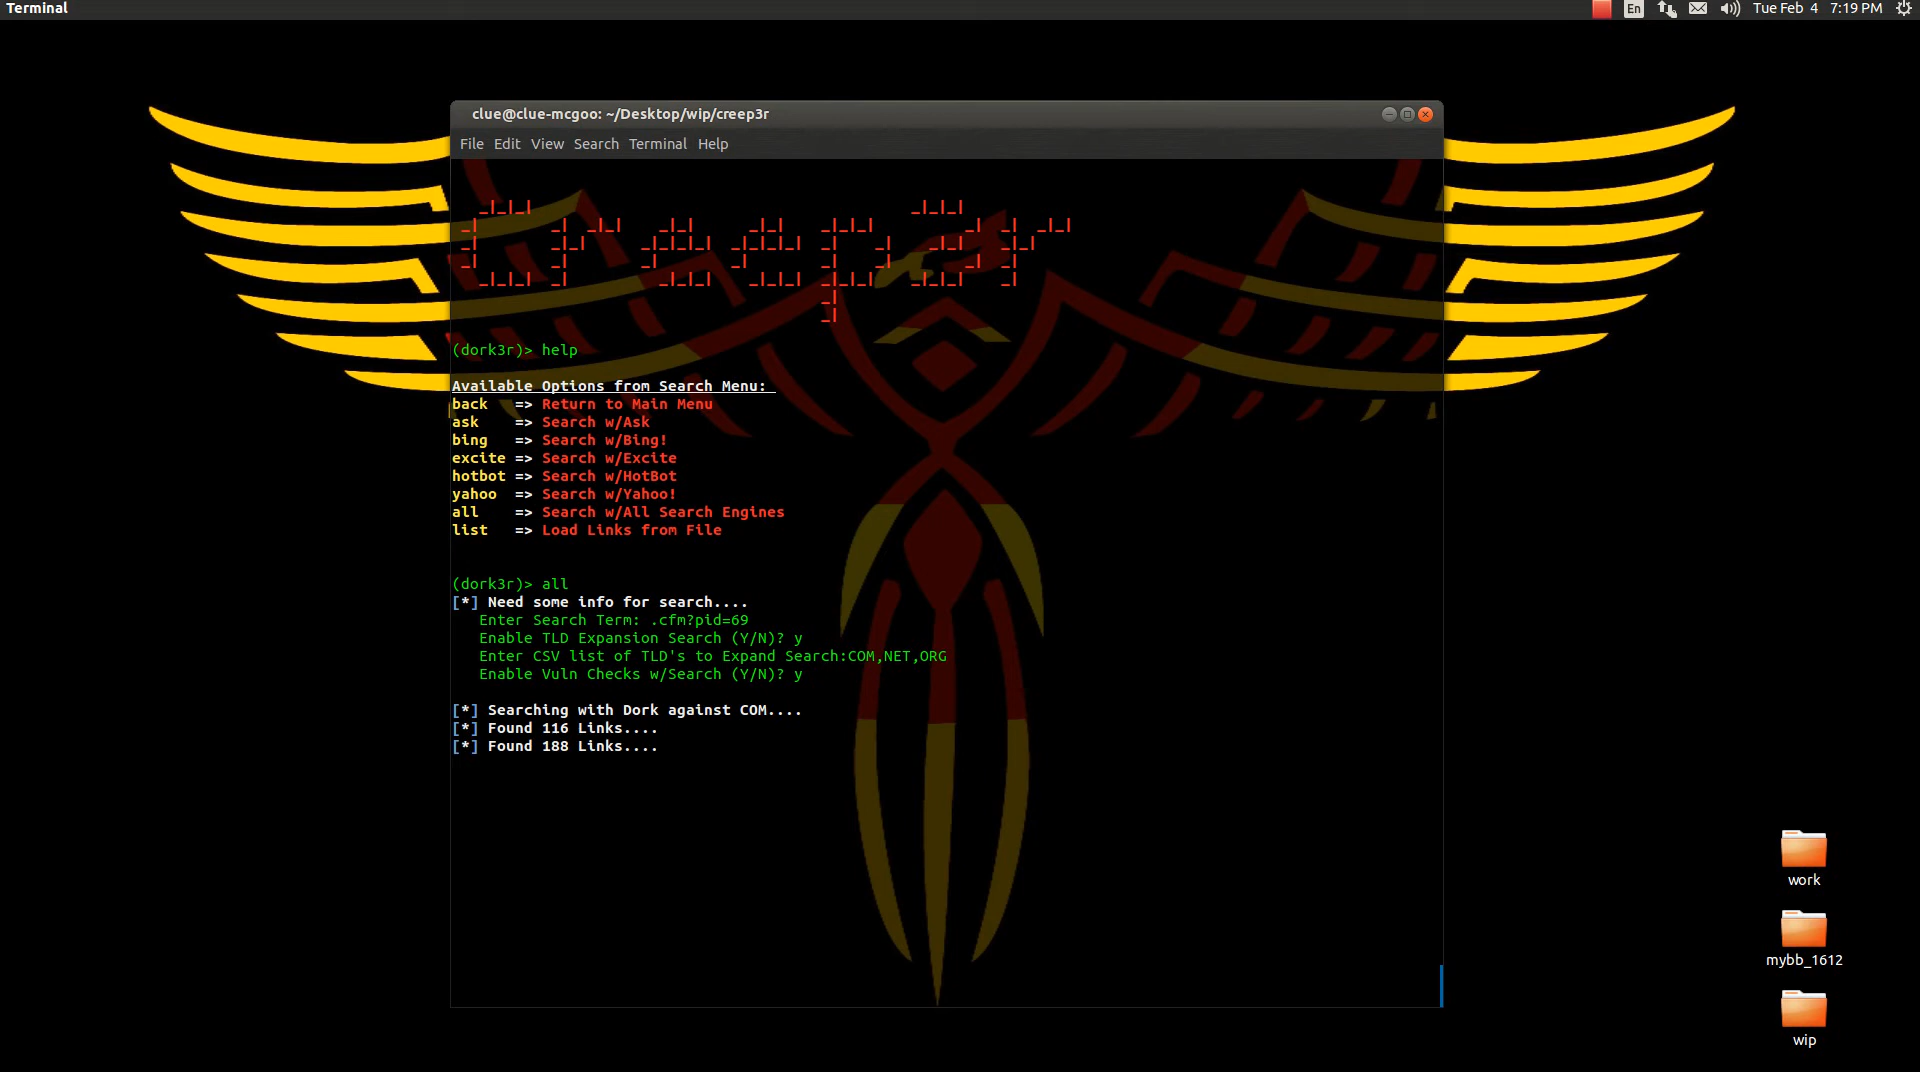 Terminal
En
Tue Feb 4 7:19 PM
clue@clue-mcgoo: ~/Desktop/wip/creep3r
File Edit View Search Terminal Help
Creep3r
(dork3r)> help
Available Options from Search Menu:
back => Return to Main Menu
ask => Search w/Ask
bing => Search w/Bing!
excite => Search w/Excite
hotbot => Search w/HotBot
yahoo => Search w/Yahoo!
all => Search w/All Search Engines
list => Load Links from File
(dork3r)> all
[*] Need some info for search....
Enter Search Term: .cfm?pid=69
Enable TLD Expansion Search (Y/N)? y
Enter CSV list of TLD's to Expand Search:COM,NET,ORG
Enable Vuln Checks w/Search (Y/N)? y
[*] Searching with Dork against COM....
[*] Found 116 Links....
[*] Found 188 Links....
work
mybb_1612
wip